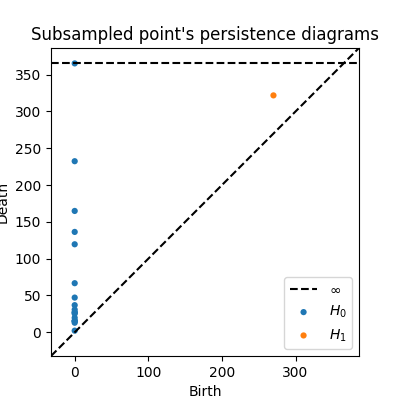 Subsampled point's persistence diagrams
350
300
250
200
150
100
50
0
Death
0 100 200 300
Birth
∞
H₀
H₁